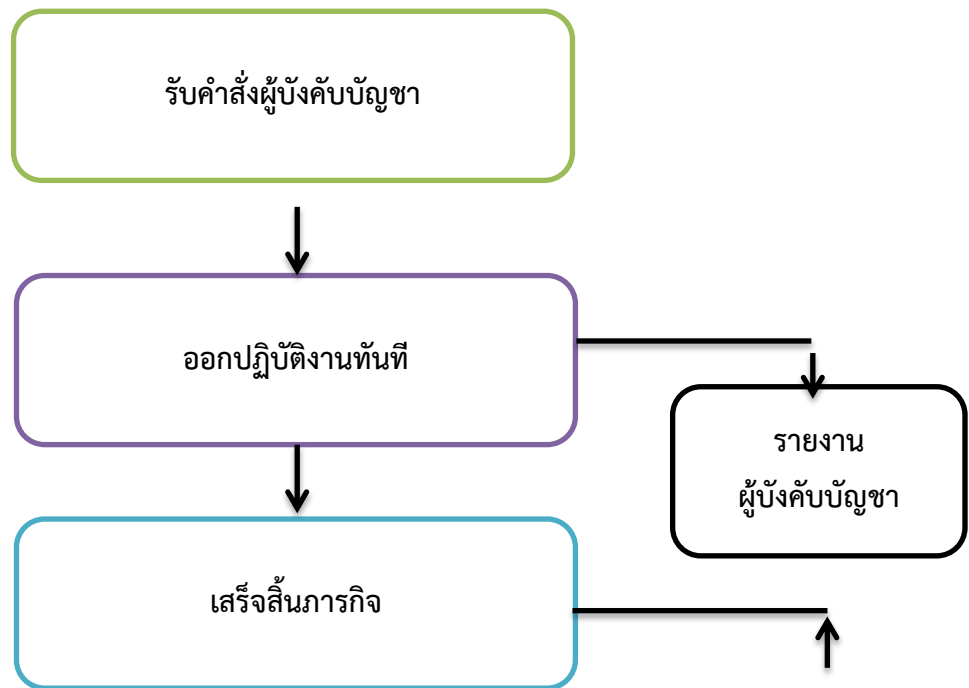 รับคำสั่งผู้บังคับบัญชา
ออกปฏิบัติงานทันที
รายงาน
ผู้บังคับบัญชา
เสร็จสิ้นภารกิจ